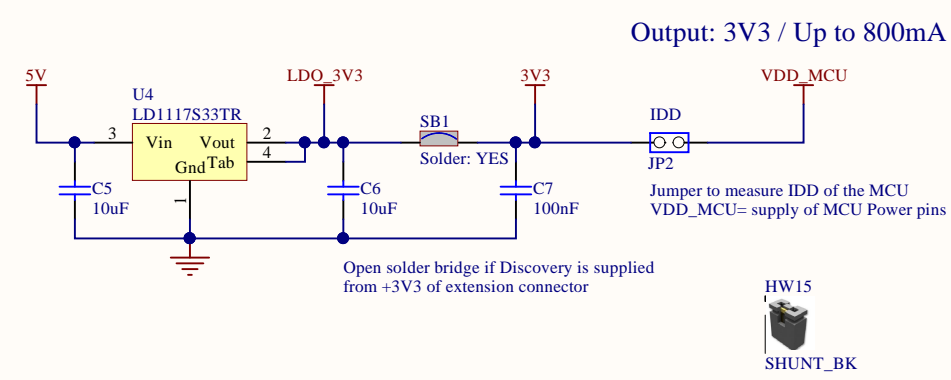 Output: 3V3 / Up to 800mA
5V
LDO_3V3
3V3
VDD_MCU
U4
LD1117S33TR
SB1
IDD
3
Vin
Vout
2
Gnd
Tab
4
1
Solder: YES
JP2
C5
10uF
C6
10uF
C7
100nF
Jumper to measure IDD of the MCU
VDD_MCU= supply of MCU Power pins
Open solder bridge if Discovery is supplied
from +3V3 of extension connector
HW15
SHUNT_BK